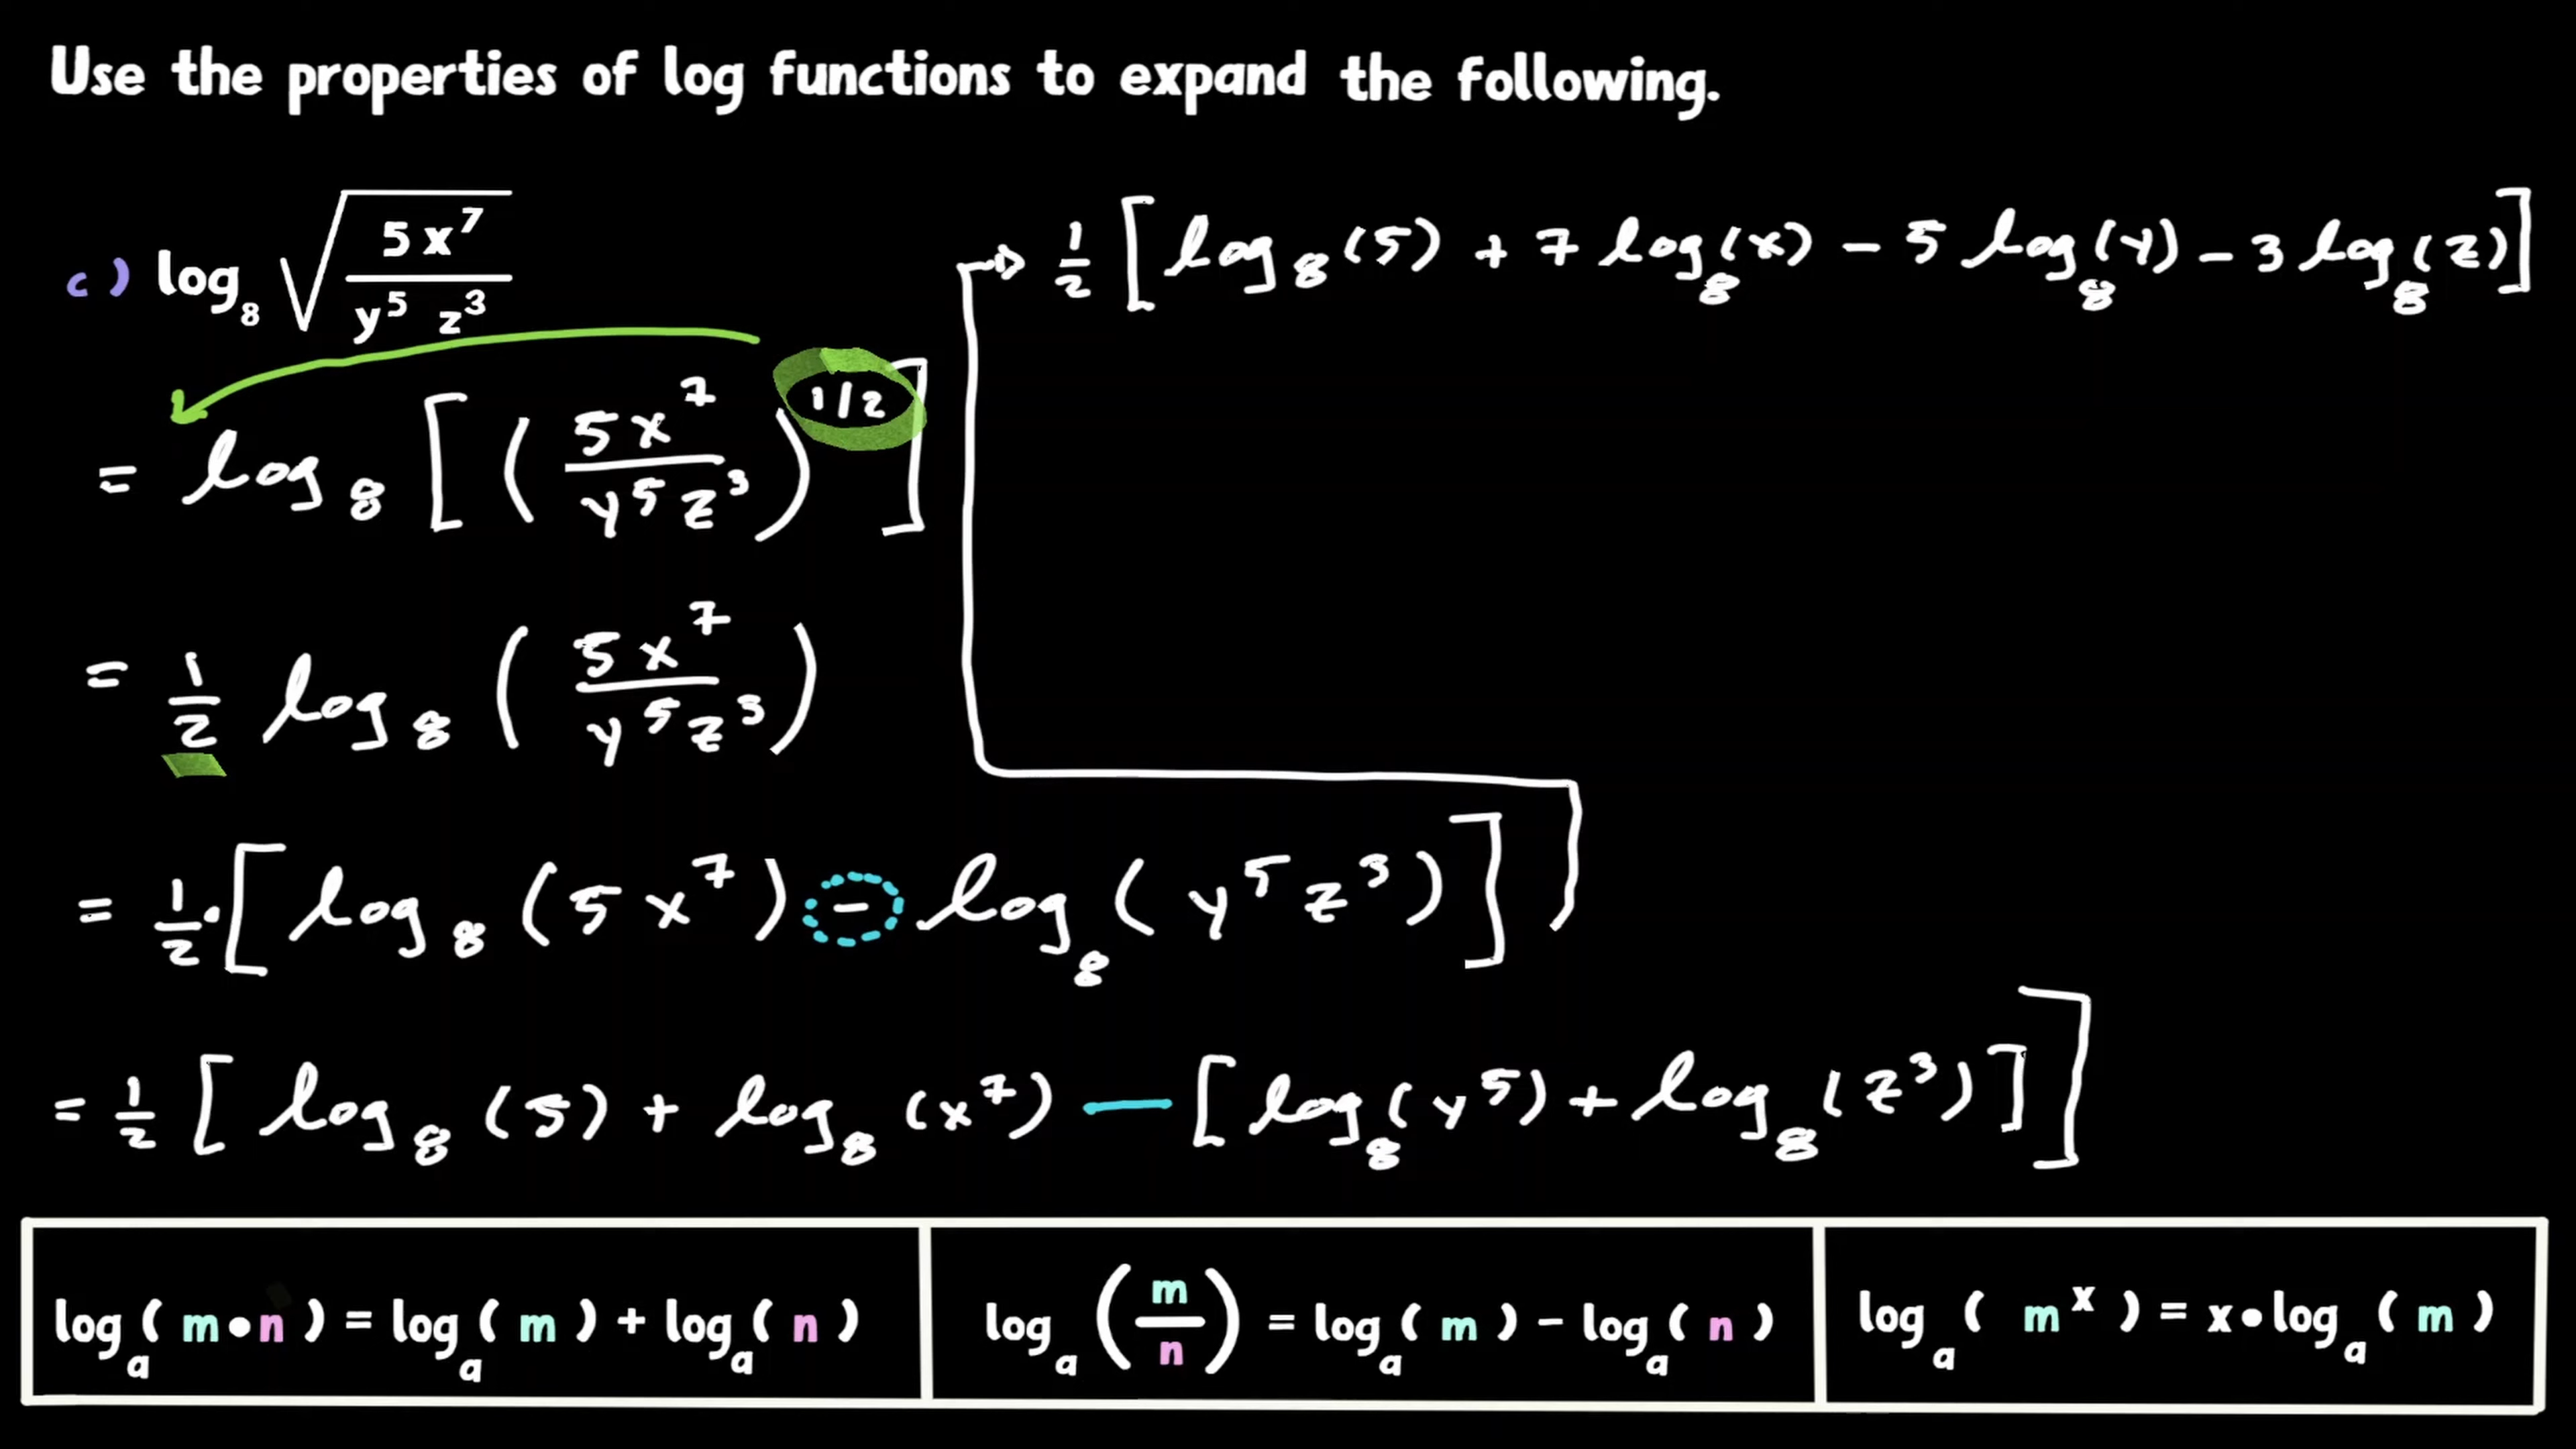 Use the properties of log functions to expand the following.
c) log₈ √(5x⁷ / y⁵ z³)
= log₈ [ (5x⁷ / y⁵z³)^(1/2) ]
= 1/2 log₈ (5x⁷ / y⁵z³)
= 1/2 · [ log₈ (5x⁷) - log₈ (y⁵z³) ]
= 1/2 [ log₈ (5) + log₈ (x⁷) — [ log₈ (y⁵) + log₈ (z³) ] ]
1/2 [ log₈ (5) + 7 log₈ (x) - 5 log₈ (y) - 3 log₈ (z) ]
logₐ ( m • n ) = logₐ ( m ) + logₐ ( n )
logₐ ( m / n ) = logₐ ( m ) - logₐ ( n )
logₐ ( mˣ ) = x • logₐ ( m )